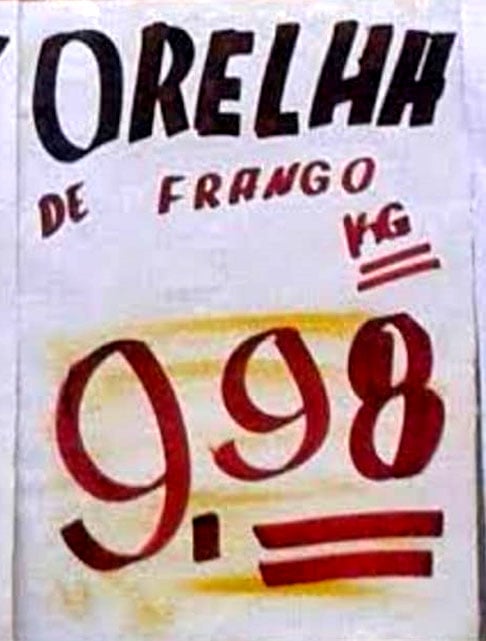 ORELHA
DE FRANGO
KG
9.98